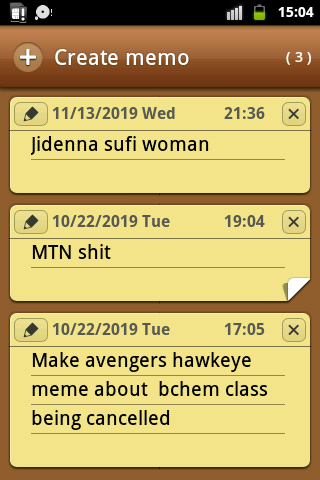 15:04
Create memo
( 3 )
11/13/2019 Wed 21:36
Jidenna sufi woman
10/22/2019 Tue 19:04
MTN shit
10/22/2019 Tue 17:05
Make avengers hawkeye
meme about  bchem class
being cancelled